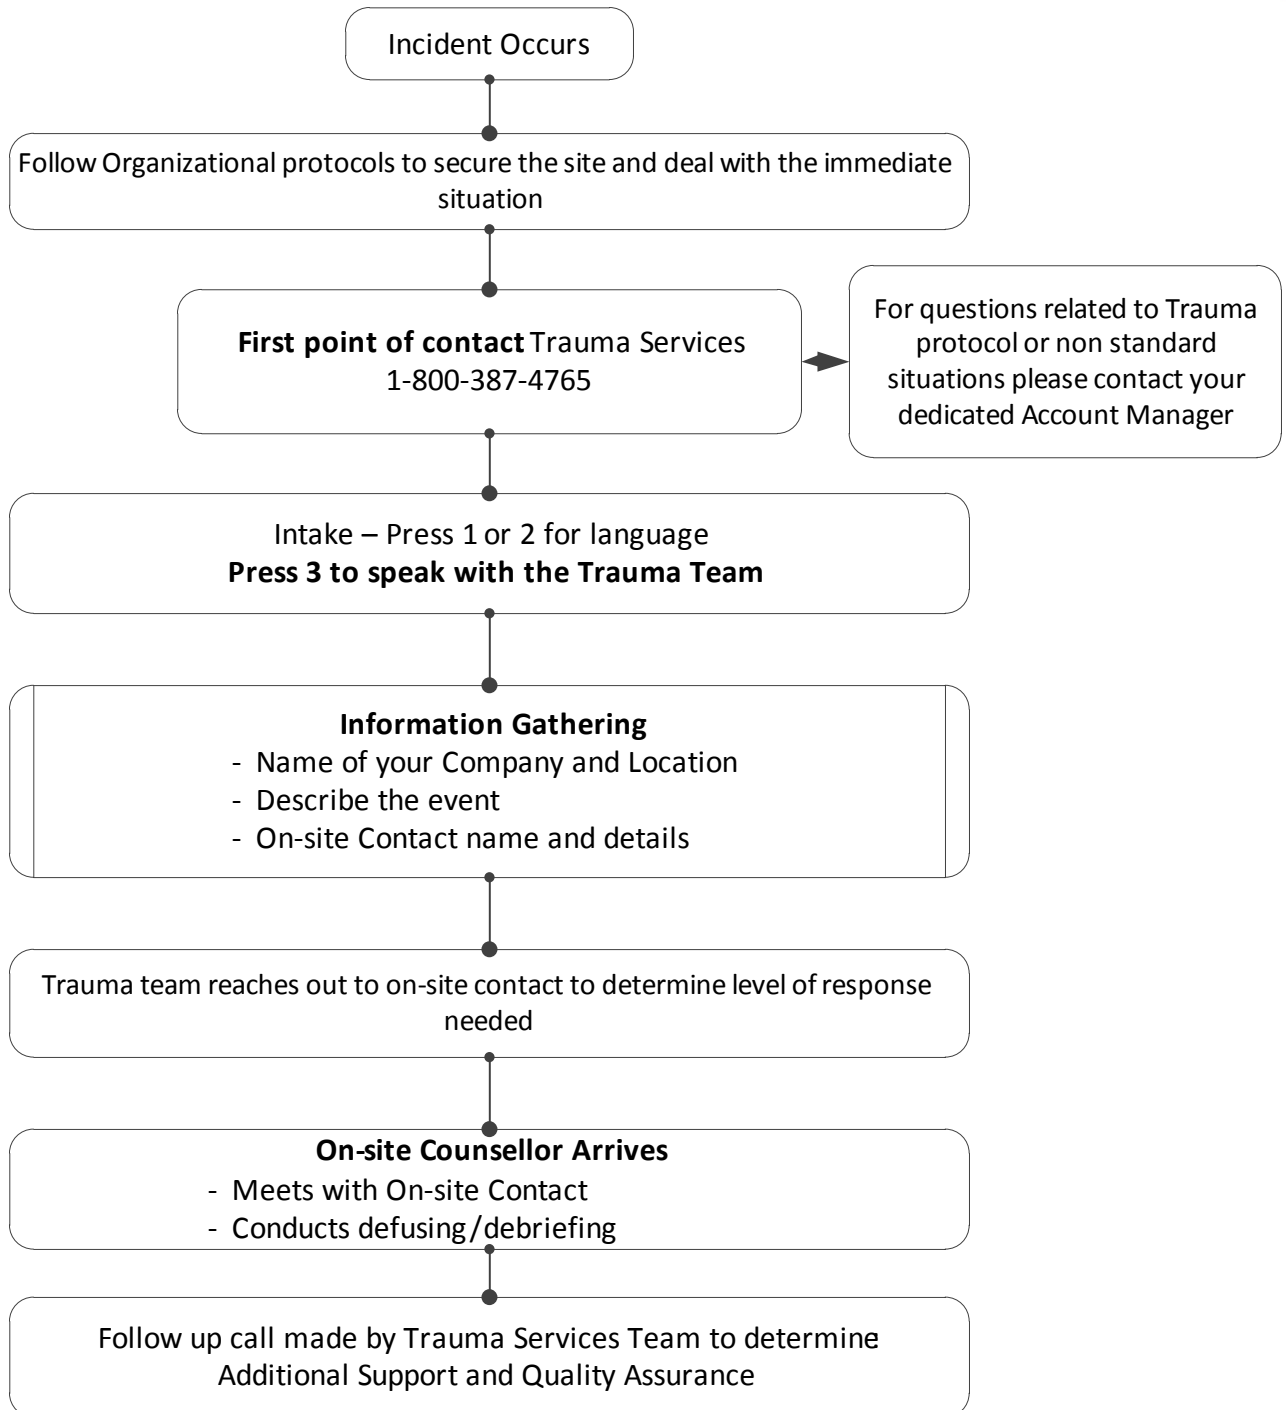 Incident Occurs
Follow Organizational protocols to secure the site and deal with the immediate
situation
First point of contact Trauma Services
1-800-387-4765
For questions related to Trauma
protocol or non standard
situations please contact your
dedicated Account Manager
Intake – Press 1 or 2 for language
Press 3 to speak with the Trauma Team
Information Gathering
- Name of your Company and Location
- Describe the event
- On-site Contact name and details
Trauma team reaches out to on-site contact to determine level of response
needed
On-site Counsellor Arrives
- Meets with On-site Contact
- Conducts defusing/debriefing
Follow up call made by Trauma Services Team to determine:
Additional Support and Quality Assurance